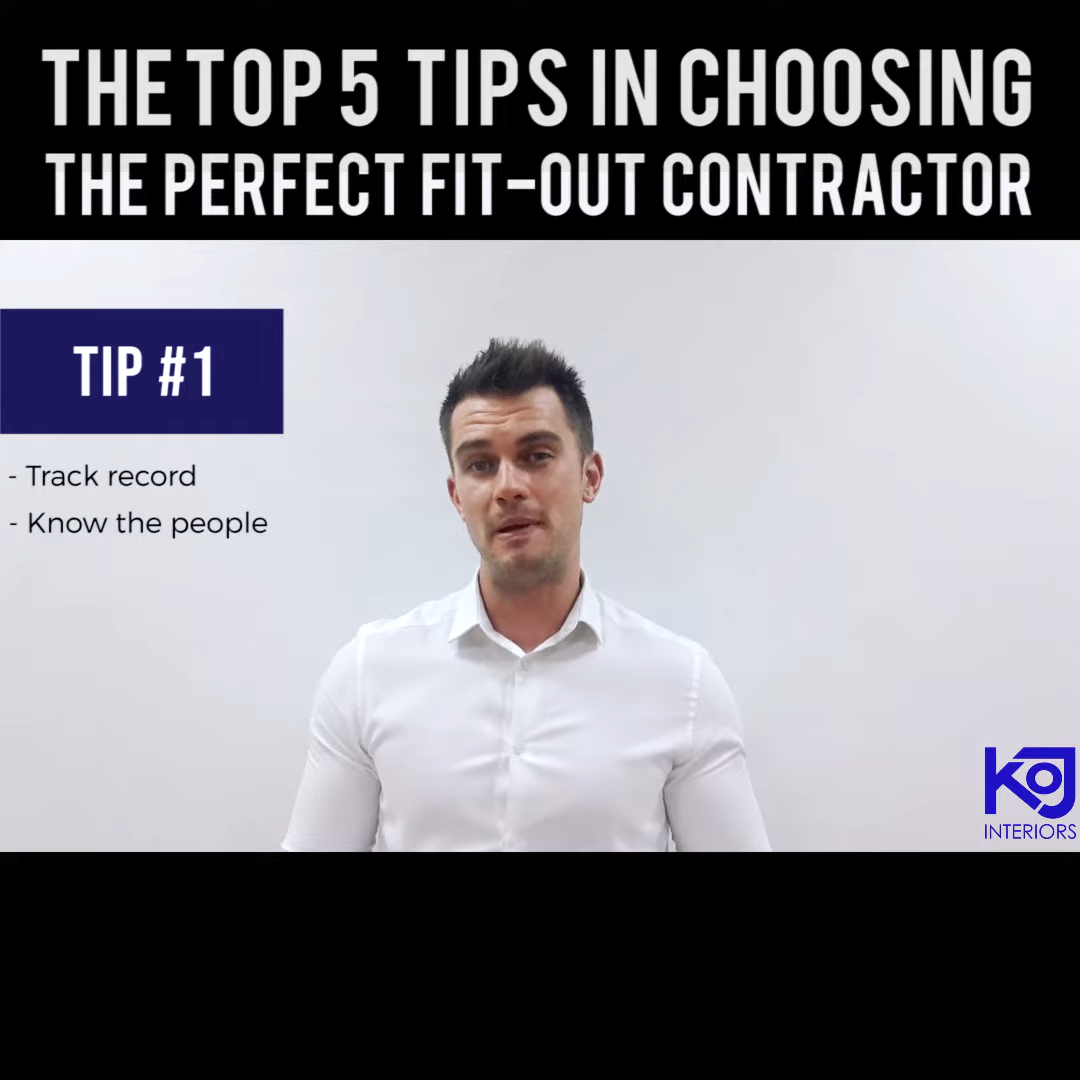 THE TOP 5 TIPS IN CHOOSING
THE PERFECT FIT-OUT CONTRACTOR
TIP #1
- Track record
- Know the people
KOJ
INTERIORS